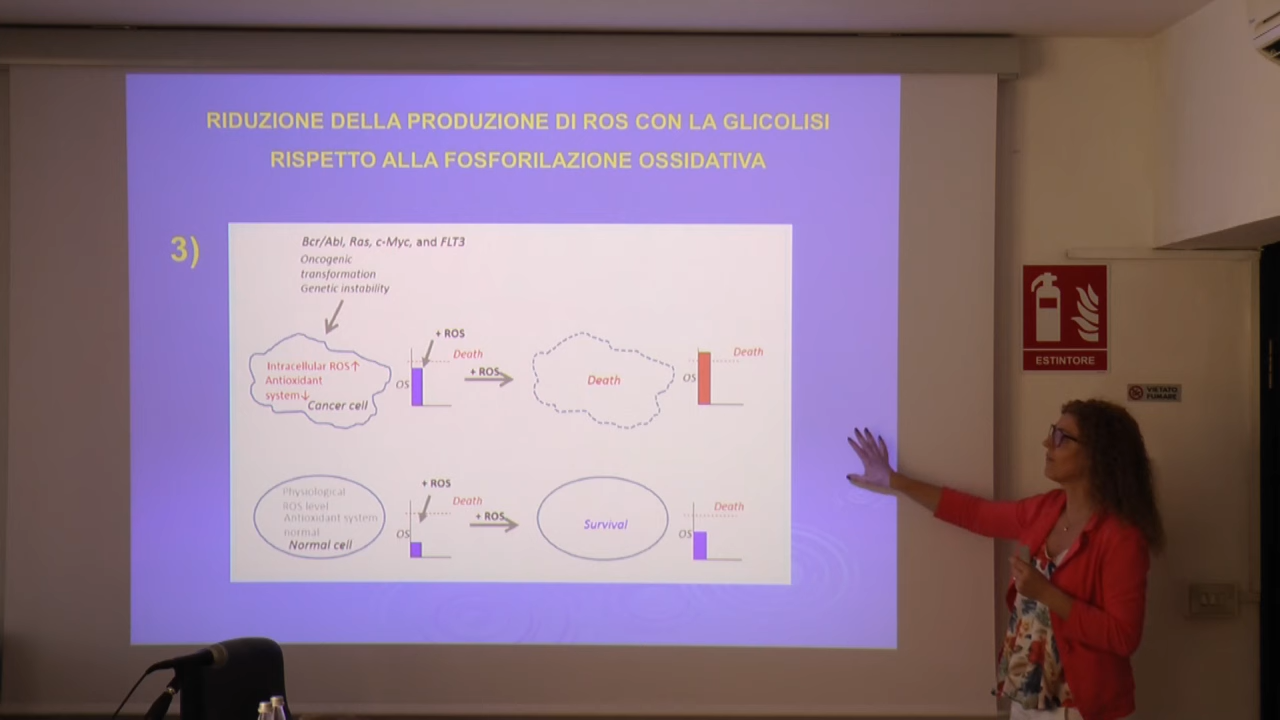 RIDUZIONE DELLA PRODUZIONE DI ROS CON LA GLICOLISI
RISPETTO ALLA FOSFORILAZIONE OSSIDATIVA
3)
Bcr/Abl, Ras, c-Myc, and FLT3
Oncogenic
transformation
Genetic instability
Intracellular ROS↑
Antioxidant
system↓
Cancer cell
+ ROS
Death
OS
+ ROS
Death
OS
Death
Physiological
ROS level
Antioxidant system
normal
Normal cell
+ ROS
Death
OS
+ ROS
Survival
OS
Death
ESTINTORE
VIETATO
FUMARE